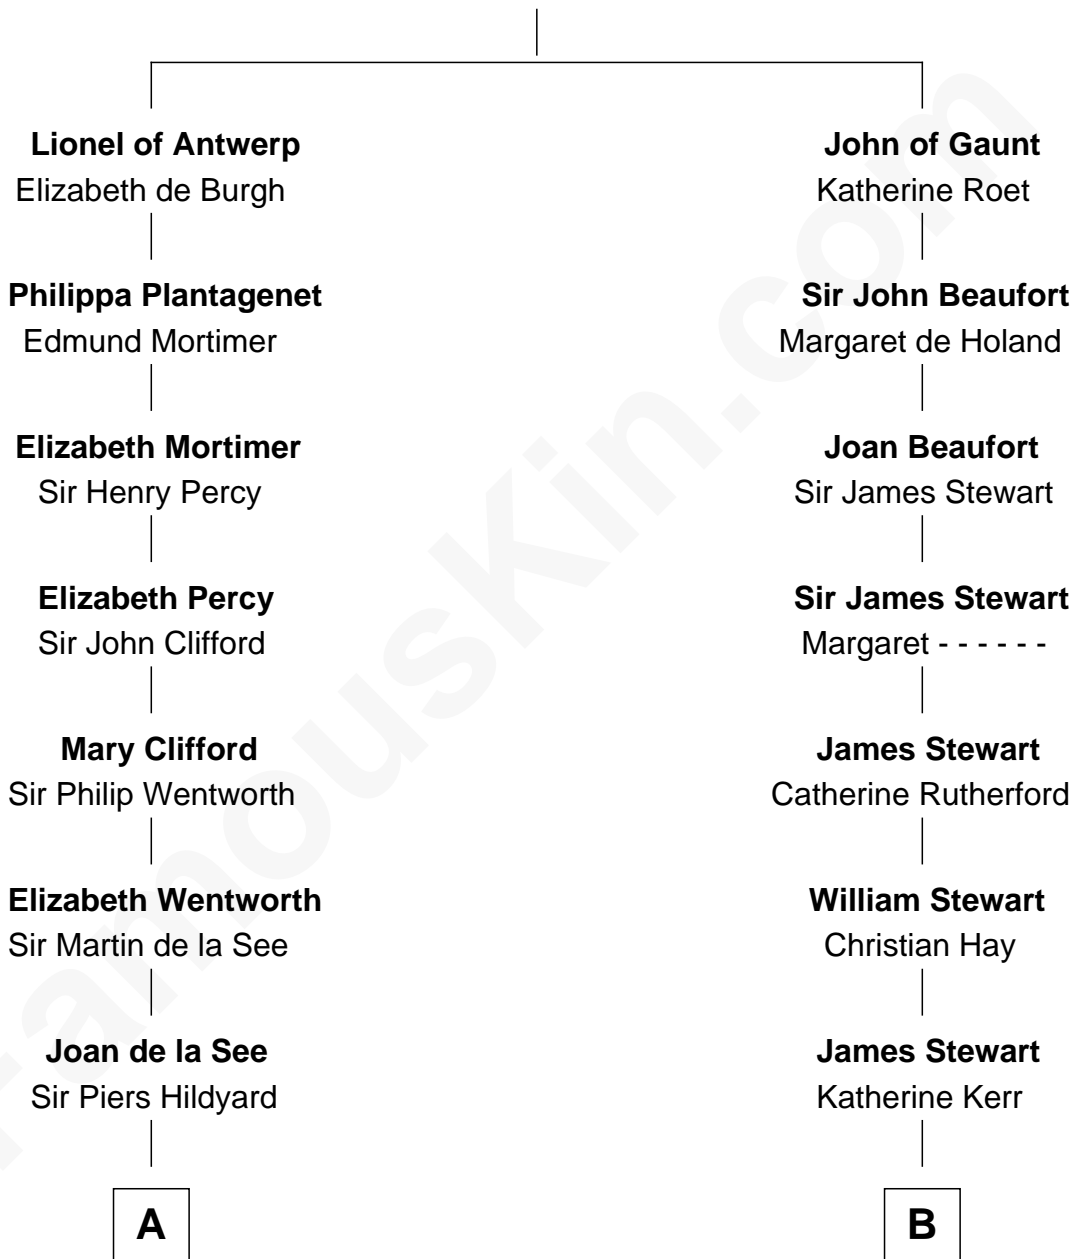 Lionel of Antwerp
Elizabeth de Burgh
Philippa Plantagenet
Edmund Mortimer
Elizabeth Mortimer
Sir Henry Percy
Elizabeth Percy
Sir John Clifford
Mary Clifford
Sir Philip Wentworth
Elizabeth Wentworth
Sir Martin de la See
Joan de la See
Sir Piers Hildyard
A
John of Gaunt
Katherine Roet
Sir John Beaufort
Margaret de Holand
Joan Beaufort
Sir James Stewart
Sir James Stewart
Margaret - - - - - -
James Stewart
Catherine Rutherford
William Stewart
Christian Hay
James Stewart
Katherine Kerr
B
FamousKin.com